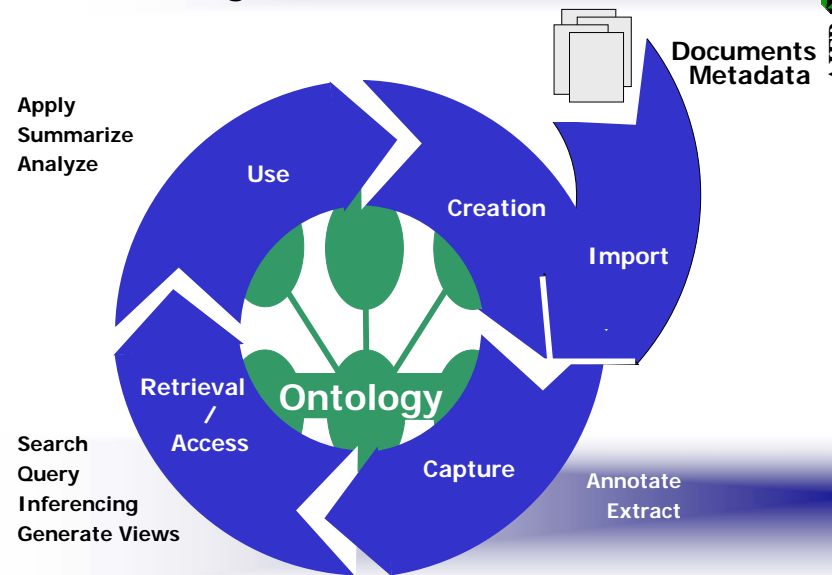 Documents
Metadata
Apply
Summarize
Analyze
Use
Creation
Import
Retrieval
/
Access
Ontology
Search
Query
Inferencing
Generate Views
Capture
Annotate
Extract